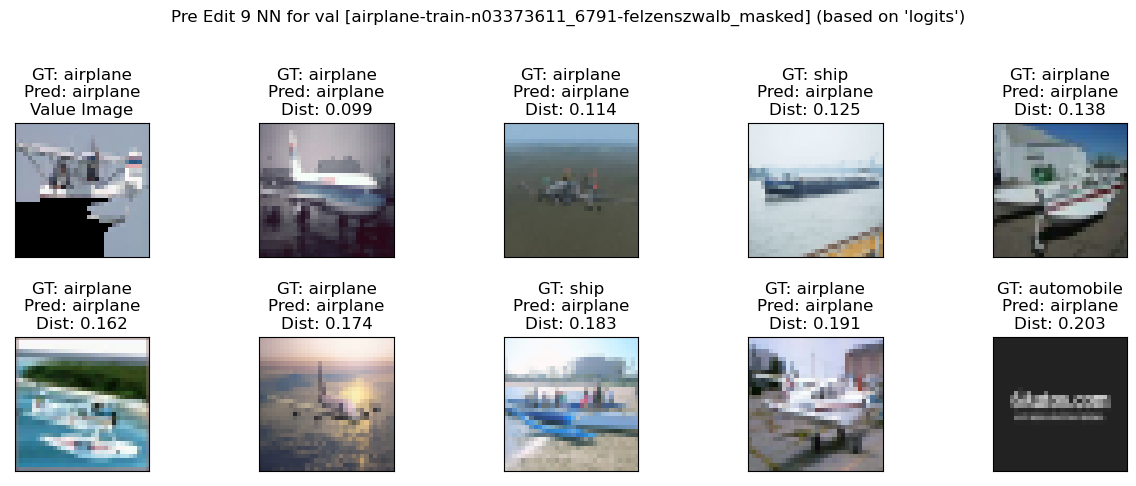 Pre Edit 9 NN for val [airplane-train-n03373611_6791-felzenszwalb_masked] (based on 'logits')
GT: airplane
Pred: airplane
Value Image
GT: airplane
Pred: airplane
Dist: 0.099
GT: airplane
Pred: airplane
Dist: 0.114
GT: ship
Pred: airplane
Dist: 0.125
GT: airplane
Pred: airplane
Dist: 0.138
GT: airplane
Pred: airplane
Dist: 0.162
GT: airplane
Pred: airplane
Dist: 0.174
GT: ship
Pred: airplane
Dist: 0.183
GT: airplane
Pred: airplane
Dist: 0.191
GT: automobile
Pred: airplane
Dist: 0.203